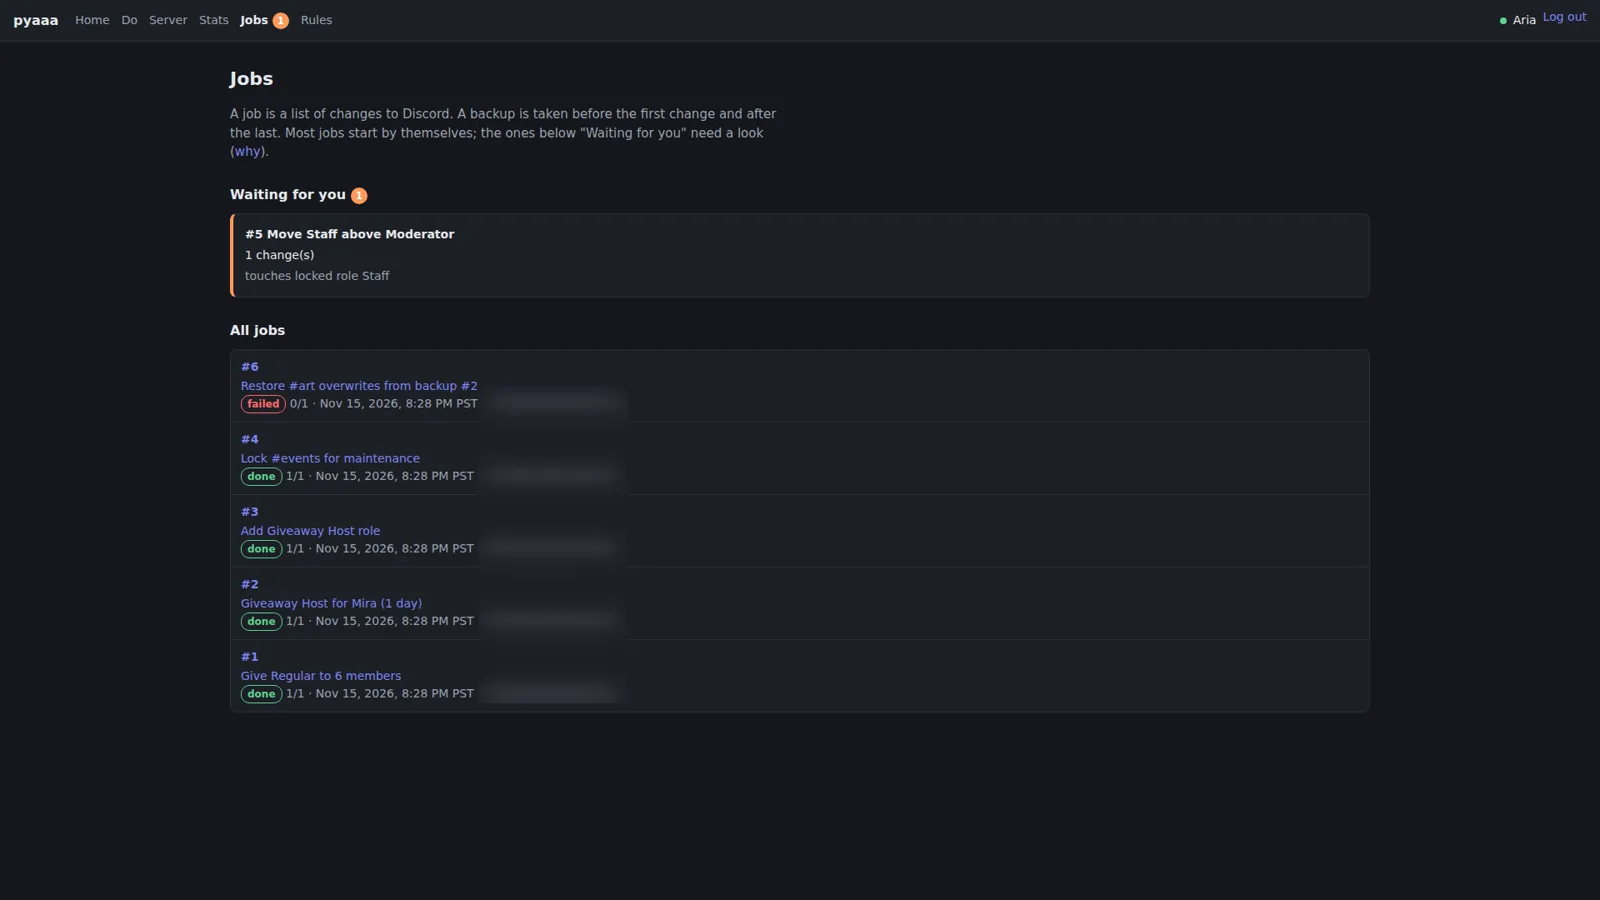 pyaaa Home Do Server Stats Jobs 1 Rules Aria Log out
Jobs
A job is a list of changes to Discord. A backup is taken before the first change and after
the last. Most jobs start by themselves; the ones below "Waiting for you" need a look
(why).
Waiting for you 1
#5 Move Staff above Moderator
1 change(s)
touches locked role Staff
All jobs
#6
Restore #art overwrites from backup #2
failed 0/1 · Nov 15, 2026, 8:28 PM PST
#4
Lock #events for maintenance
done 1/1 · Nov 15, 2026, 8:28 PM PST
#3
Add Giveaway Host role
done 1/1 · Nov 15, 2026, 8:28 PM PST
#2
Giveaway Host for Mira (1 day)
done 1/1 · Nov 15, 2026, 8:28 PM PST
#1
Give Regular to 6 members
done 1/1 · Nov 15, 2026, 8:28 PM PST